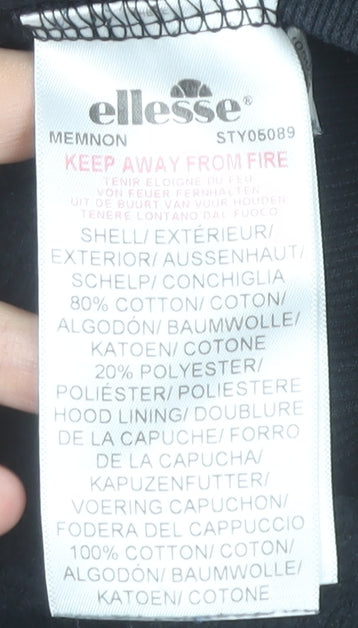 ellesse®
MEMNON STY05089
KEEP AWAY FROM FIRE
TENIR ELOIGNE DU FEU
VON FEUER FERNHALTEN
UIT DE BUURT VAN VUUR HOUDEN
TENERE LONTANO DAL FUOCO
SHELL/ EXTÉRIEUR/
EXTERIOR/ AUSSENHAUT/
SCHELP/ CONCHIGLIA
80% COTTON/ COTON/
ALGODÓN/ BAUMWOLLE/
KATOEN/ COTONE
20% POLYESTER/
POLIÉSTER/ POLIESTERE
HOOD LINING/ DOUBLURE
DE LA CAPUCHE/ FORRO
DE LA CAPUCHA/
KAPUZENFUTTER/
VOERING CAPUCHON/
FODERA DEL CAPPUCCIO
100% COTTON/ COTON/
ALGODÓN/ BAUMWOLLE/
KATOEN/ COTONE